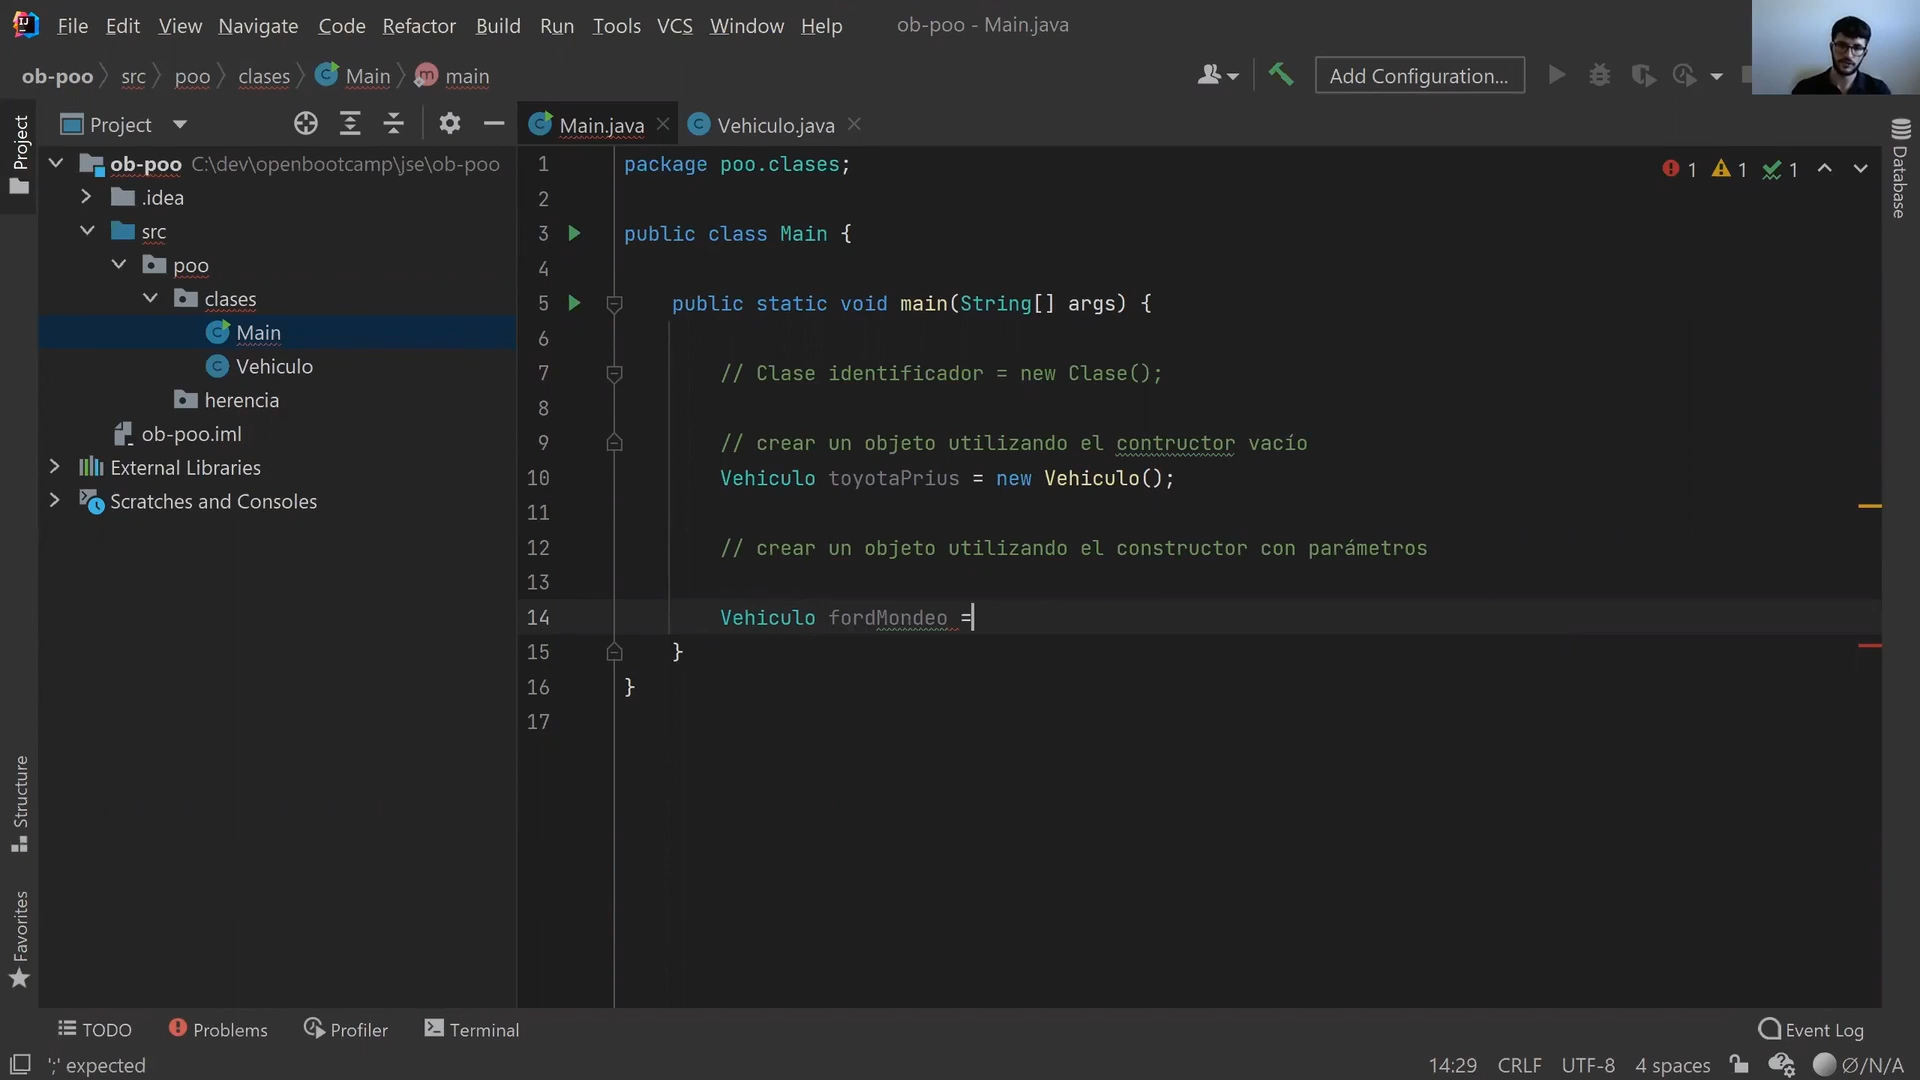 File Edit View Navigate Code Refactor Build Run Tools VCS Window Help ob-poo - Main.java
ob-poo src poo clases Main main Add Configuration...
Project
Project
Main.java Vehiculo.java
ob-poo C:\dev\openbootcamp\jse\ob-poo
.idea
src
poo
clases
Main
Vehiculo
herencia
ob-poo.iml
External Libraries
Scratches and Consoles
1 package poo.clases;
2
3 public class Main {
4
5 public static void main(String[] args) {
6
7 // Clase identificador = new Clase();
8
9 // crear un objeto utilizando el contructor vacío
10 Vehiculo toyotaPrius = new Vehiculo();
11
12 // crear un objeto utilizando el constructor con parámetros
13
14 Vehiculo fordMondeo =
15 }
16 }
17
1 1 1
Database
Structure
Favorites
TODO Problems Profiler Terminal Event Log
';' expected 14:29 CRLF UTF-8 4 spaces Ø/N/A